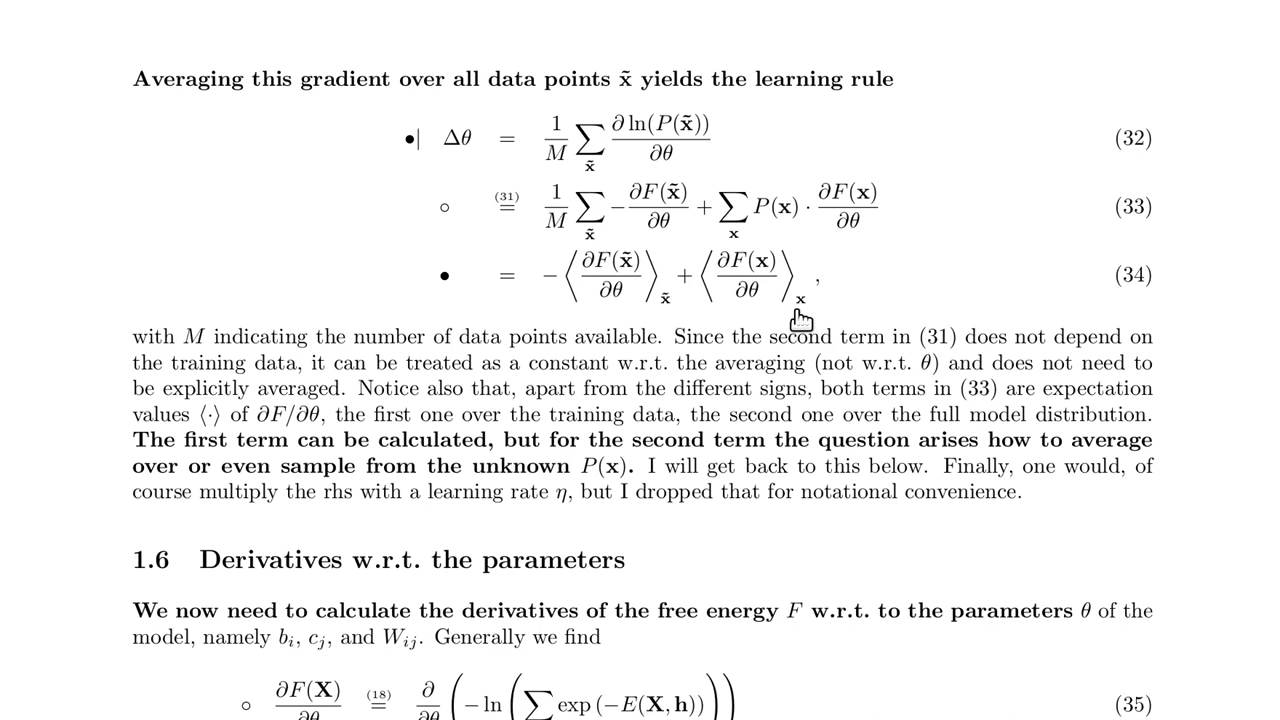 Averaging this gradient over all data points x̃ yields the learning rule
•| Δθ = 1/M ∑_x̃ ∂ ln(P(x̃))/∂θ (32)
◦ (31)= 1/M ∑_x̃ −∂F(x̃)/∂θ + ∑_x P(x) · ∂F(x)/∂θ (33)
• = −⟨∂F(x̃)/∂θ⟩_x̃ + ⟨∂F(x)/∂θ⟩_x , (34)
with M indicating the number of data points available. Since the second term in (31) does not depend on
the training data, it can be treated as a constant w.r.t. the averaging (not w.r.t. θ) and does not need to
be explicitly averaged. Notice also that, apart from the different signs, both terms in (33) are expectation
values ⟨·⟩ of ∂F/∂θ, the first one over the training data, the second one over the full model distribution.
The first term can be calculated, but for the second term the question arises how to average
over or even sample from the unknown P(x). I will get back to this below. Finally, one would, of
course multiply the rhs with a learning rate η, but I dropped that for notational convenience.
1.6 Derivatives w.r.t. the parameters
We now need to calculate the derivatives of the free energy F w.r.t. to the parameters θ of the
model, namely b_i, c_j, and W_ij. Generally we find
◦ ∂F(X)/∂θ (18)= ∂/∂θ (−ln(∑ exp (−E(X, h)))) (35)